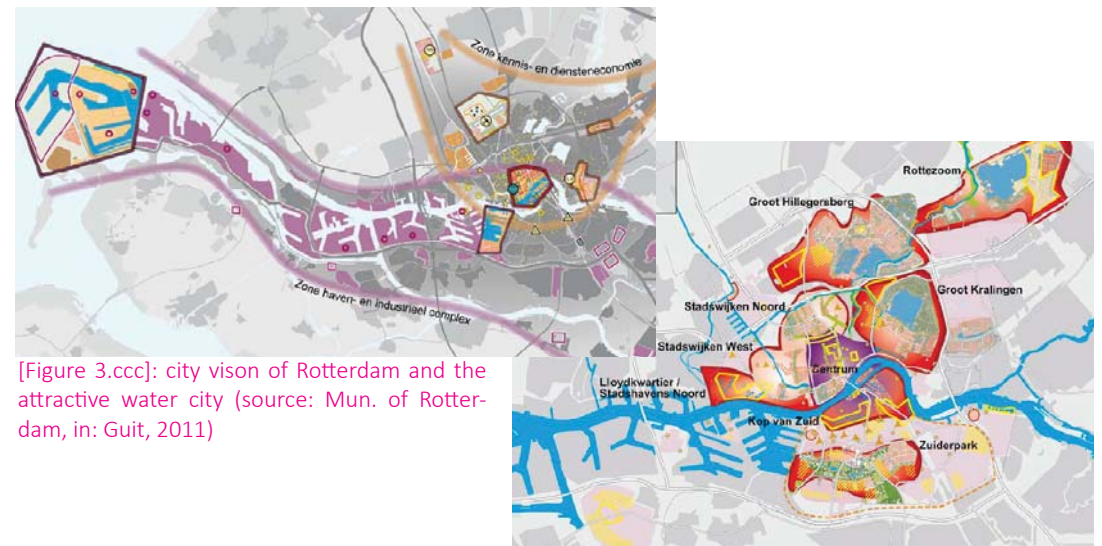 Zone kennis- en diensteneconomie
Zone haven- en industrieel complex
[Figure 3.ccc]: city vison of Rotterdam and the
attractive water city (source: Mun. of Rotter-
dam, in: Guit, 2011)
Rottezoom
Groot Hillegersberg
Groot Kralingen
Stadswijken Noord
Stadswijken West
Centrum
Lloydkwartier /
Stadshavens Noord
Kop van Zuid
Zuiderpark